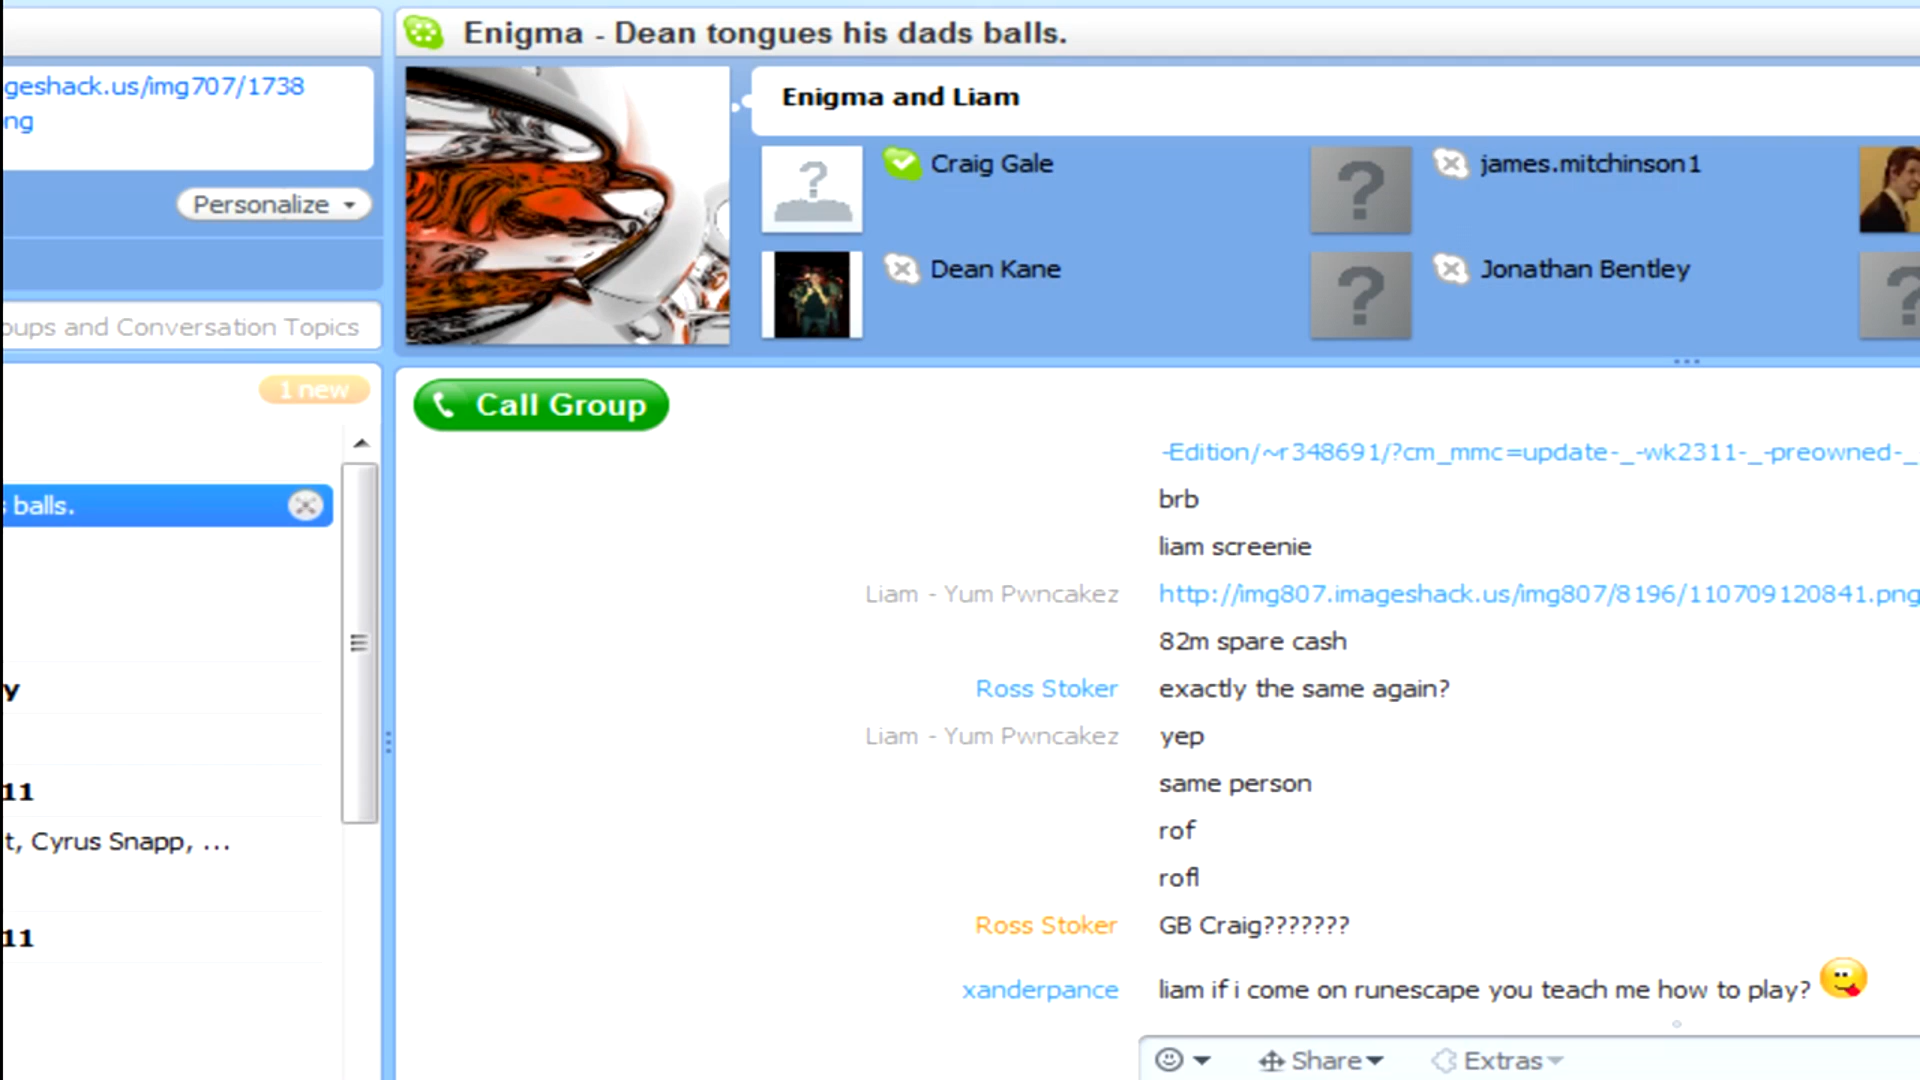 Enigma - Dean tongues his dads balls.
geshack.us/img707/1738
ng
Enigma and Liam
Craig Gale
james.mitchinson1
Personalize
Dean Kane
Jonathan Bentley
oups and Conversation Topics
1 new
Call Group
-Edition/~r348691/?cm_mmc=update-_-wk2311-_-preowned-_
brb
balls.
liam screenie
Liam - Yum Pwncakez http://img807.imageshack.us/img807/8196/110709120841.png
82m spare cash
y
Ross Stoker exactly the same again?
Liam - Yum Pwncakez yep
same person
11
rof
t, Cyrus Snapp, ...
rofl
Ross Stoker GB Craig???????
11
xanderpance liam if i come on runescape you teach me how to play?
Share
Extras